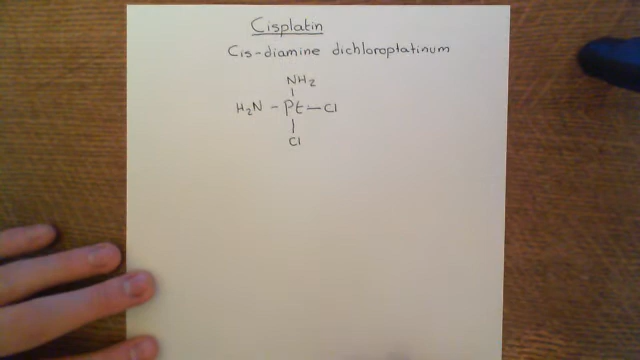 Cisplatin
Cis-diamine dichloroplatinum
NH2
H2N - Pt - Cl
Cl